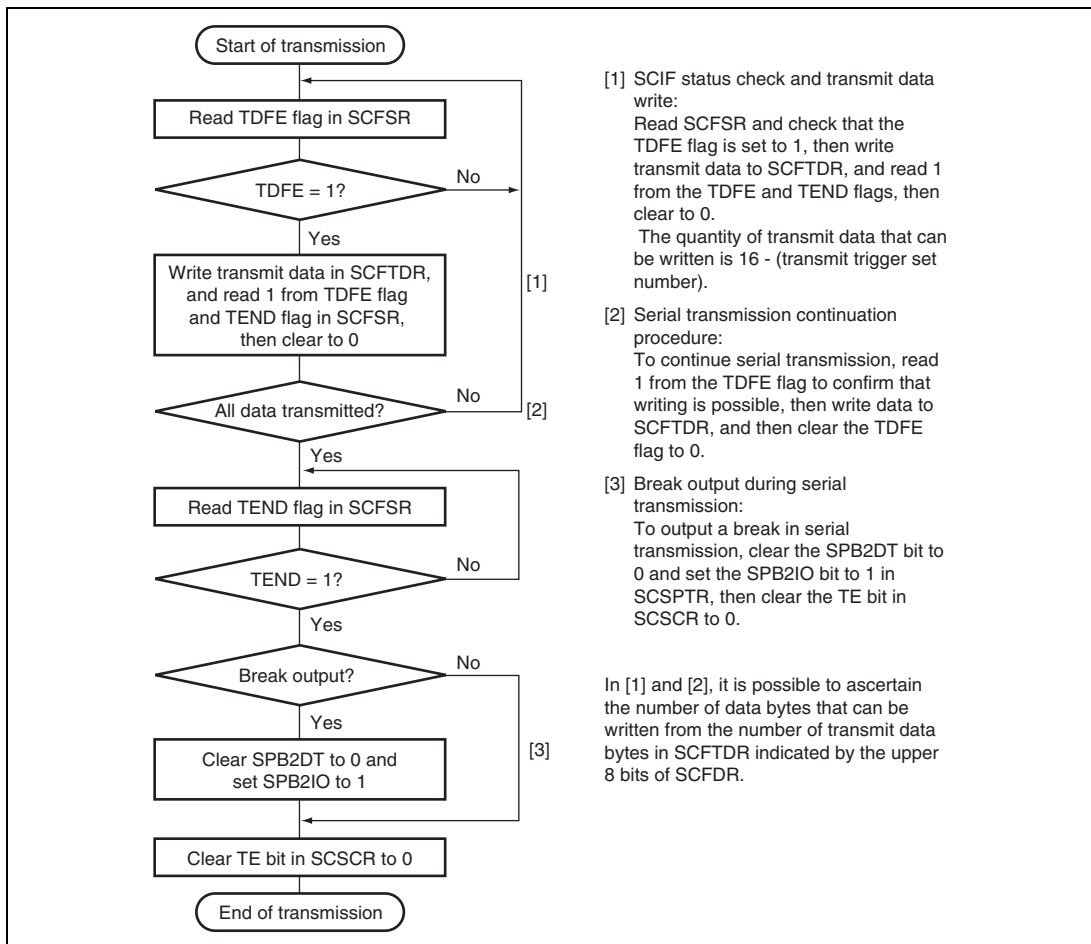 Start of transmission
Read TDFE flag in SCFSR
TDFE = 1?
No
Yes
Write transmit data in SCFTDR,
and read 1 from TDFE flag
and TEND flag in SCFSR,
then clear to 0
[1]
All data transmitted?
No
[2]
Yes
Read TEND flag in SCFSR
TEND = 1?
No
Yes
Break output?
No
Yes
Clear SPB2DT to 0 and
set SPB2IO to 1
[3]
Clear TE bit in SCSCR to 0
End of transmission
[1] SCIF status check and transmit data
write:
Read SCFSR and check that the
TDFE flag is set to 1, then write
transmit data to SCFTDR, and read 1
from the TDFE and TEND flags, then
clear to 0.
The quantity of transmit data that can
be written is 16 - (transmit trigger set
number).
[2] Serial transmission continuation
procedure:
To continue serial transmission, read
1 from the TDFE flag to confirm that
writing is possible, then write data to
SCFTDR, and then clear the TDFE
flag to 0.
[3] Break output during serial
transmission:
To output a break in serial
transmission, clear the SPB2DT bit to
0 and set the SPB2IO bit to 1 in
SCSPTR, then clear the TE bit in
SCSCR to 0.
In [1] and [2], it is possible to ascertain
the number of data bytes that can be
written from the number of transmit data
bytes in SCFTDR indicated by the upper
8 bits of SCFDR.